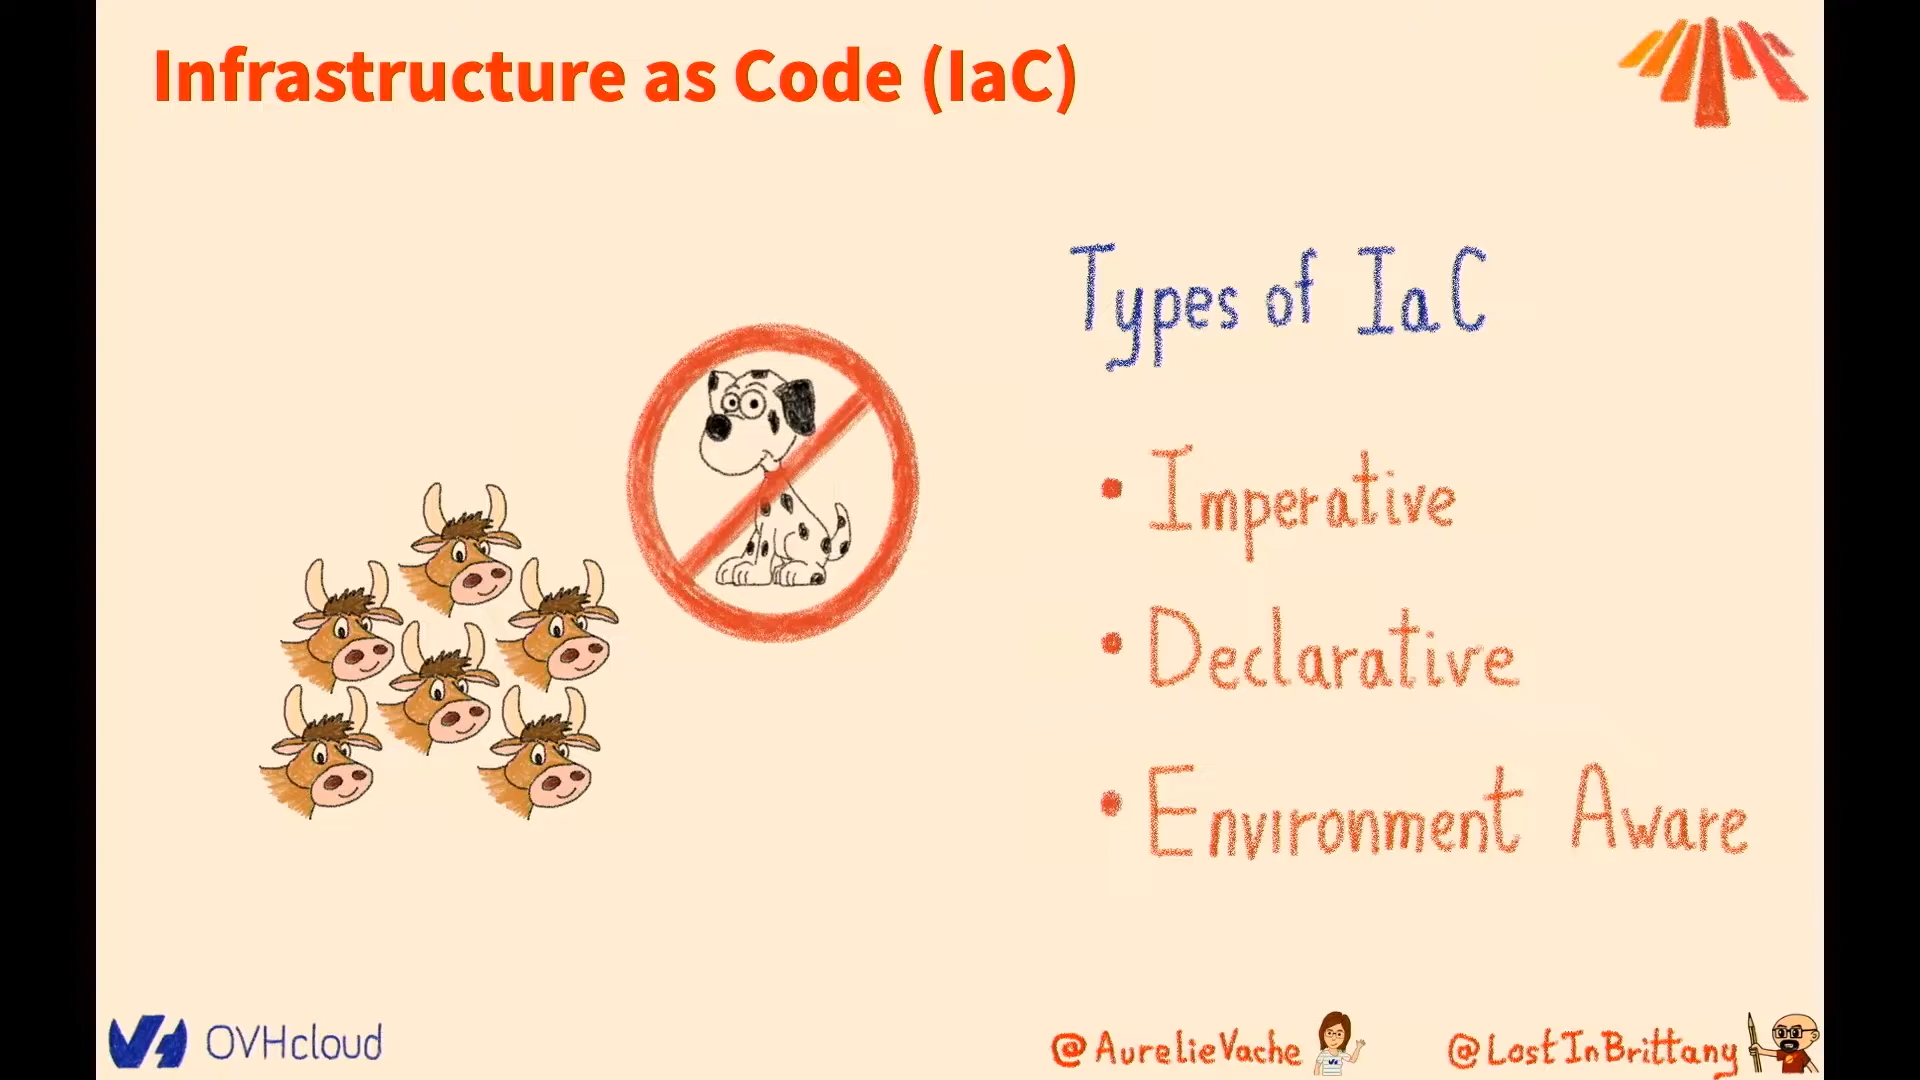 Infrastructure as Code (IaC)
Types of IaC
• Imperative
• Declarative
• Environment Aware
OVHcloud
@AurelieVache
@LostInBrittany